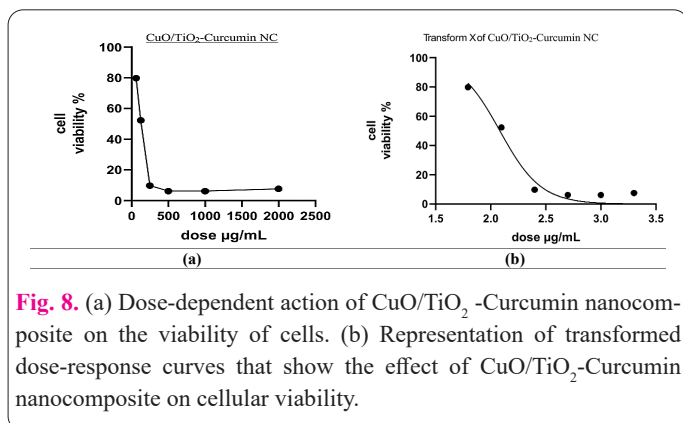 CuO/TiO₂-Curcumin NC
100
80
60
40
20
0
cell
viability %
0 500 1000 1500 2000 2500
dose µg/mL
(a)
Transform X of CuO/TiO₂-Curcumin NC
100
80
60
40
20
0
cell
viability %
1.5 2.0 2.5 3.0 3.5
dose µg/mL
(b)
Fig. 8. (a) Dose-dependent action of CuO/TiO₂ -Curcumin nanocom-
posite on the viability of cells. (b) Representation of transformed
dose-response curves that show the effect of CuO/TiO₂-Curcumin
nanocomposite on cellular viability.